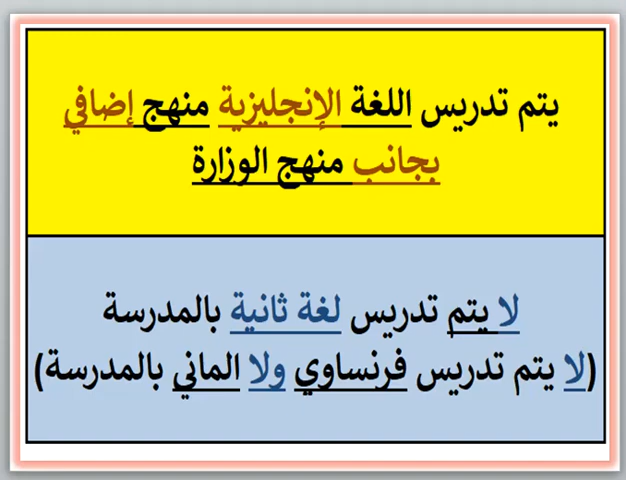 يتم تدريس اللغة الإنجليزية منهج إضافي
بجانب منهج الوزارة
لا يتم تدريس لغة ثانية بالمدرسة
(لا يتم تدريس فرنساوي ولا الماني بالمدرسة)